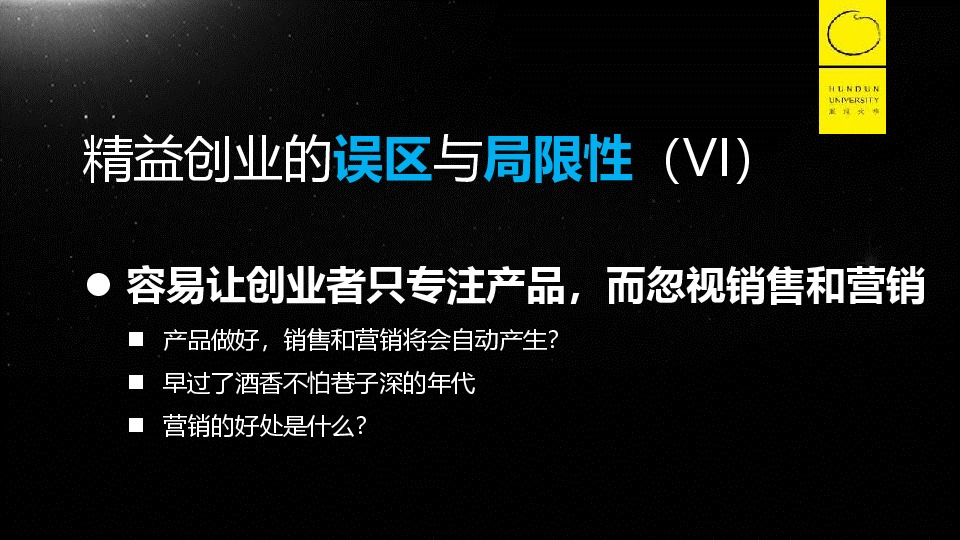 HUNDUN
UNIVERSITY
混沌大学
精益创业的误区与局限性（VI）
● 容易让创业者只专注产品，而忽视销售和营销
■ 产品做好，销售和营销将会自动产生？
■ 早过了酒香不怕巷子深的年代
■ 营销的好处是什么？